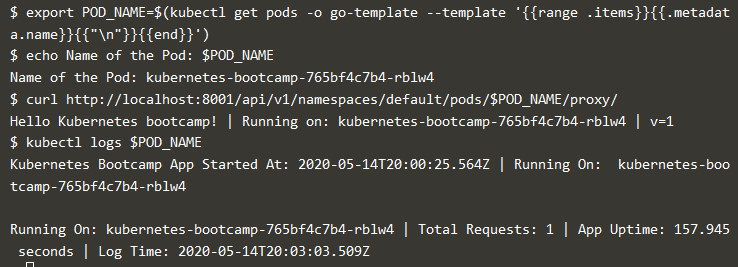 $ export POD_NAME=$(kubectl get pods -o go-template --template '{{range .items}}{{.metadat
a.name}}{{"\n"}}{{end}}')
$ echo Name of the Pod: $POD_NAME
Name of the Pod: kubernetes-bootcamp-765bf4c7b4-rblw4
$ curl http://localhost:8001/api/v1/namespaces/default/pods/$POD_NAME/proxy/
Hello Kubernetes bootcamp! | Running on: kubernetes-bootcamp-765bf4c7b4-rblw4 | v=1
$ kubectl logs $POD_NAME
Kubernetes Bootcamp App Started At: 2020-05-14T20:00:25.564Z | Running On:  kubernetes-boo
tcamp-765bf4c7b4-rblw4

Running On: kubernetes-bootcamp-765bf4c7b4-rblw4 | Total Requests: 1 | App Uptime: 157.945
 seconds | Log Time: 2020-05-14T20:03:03.509Z